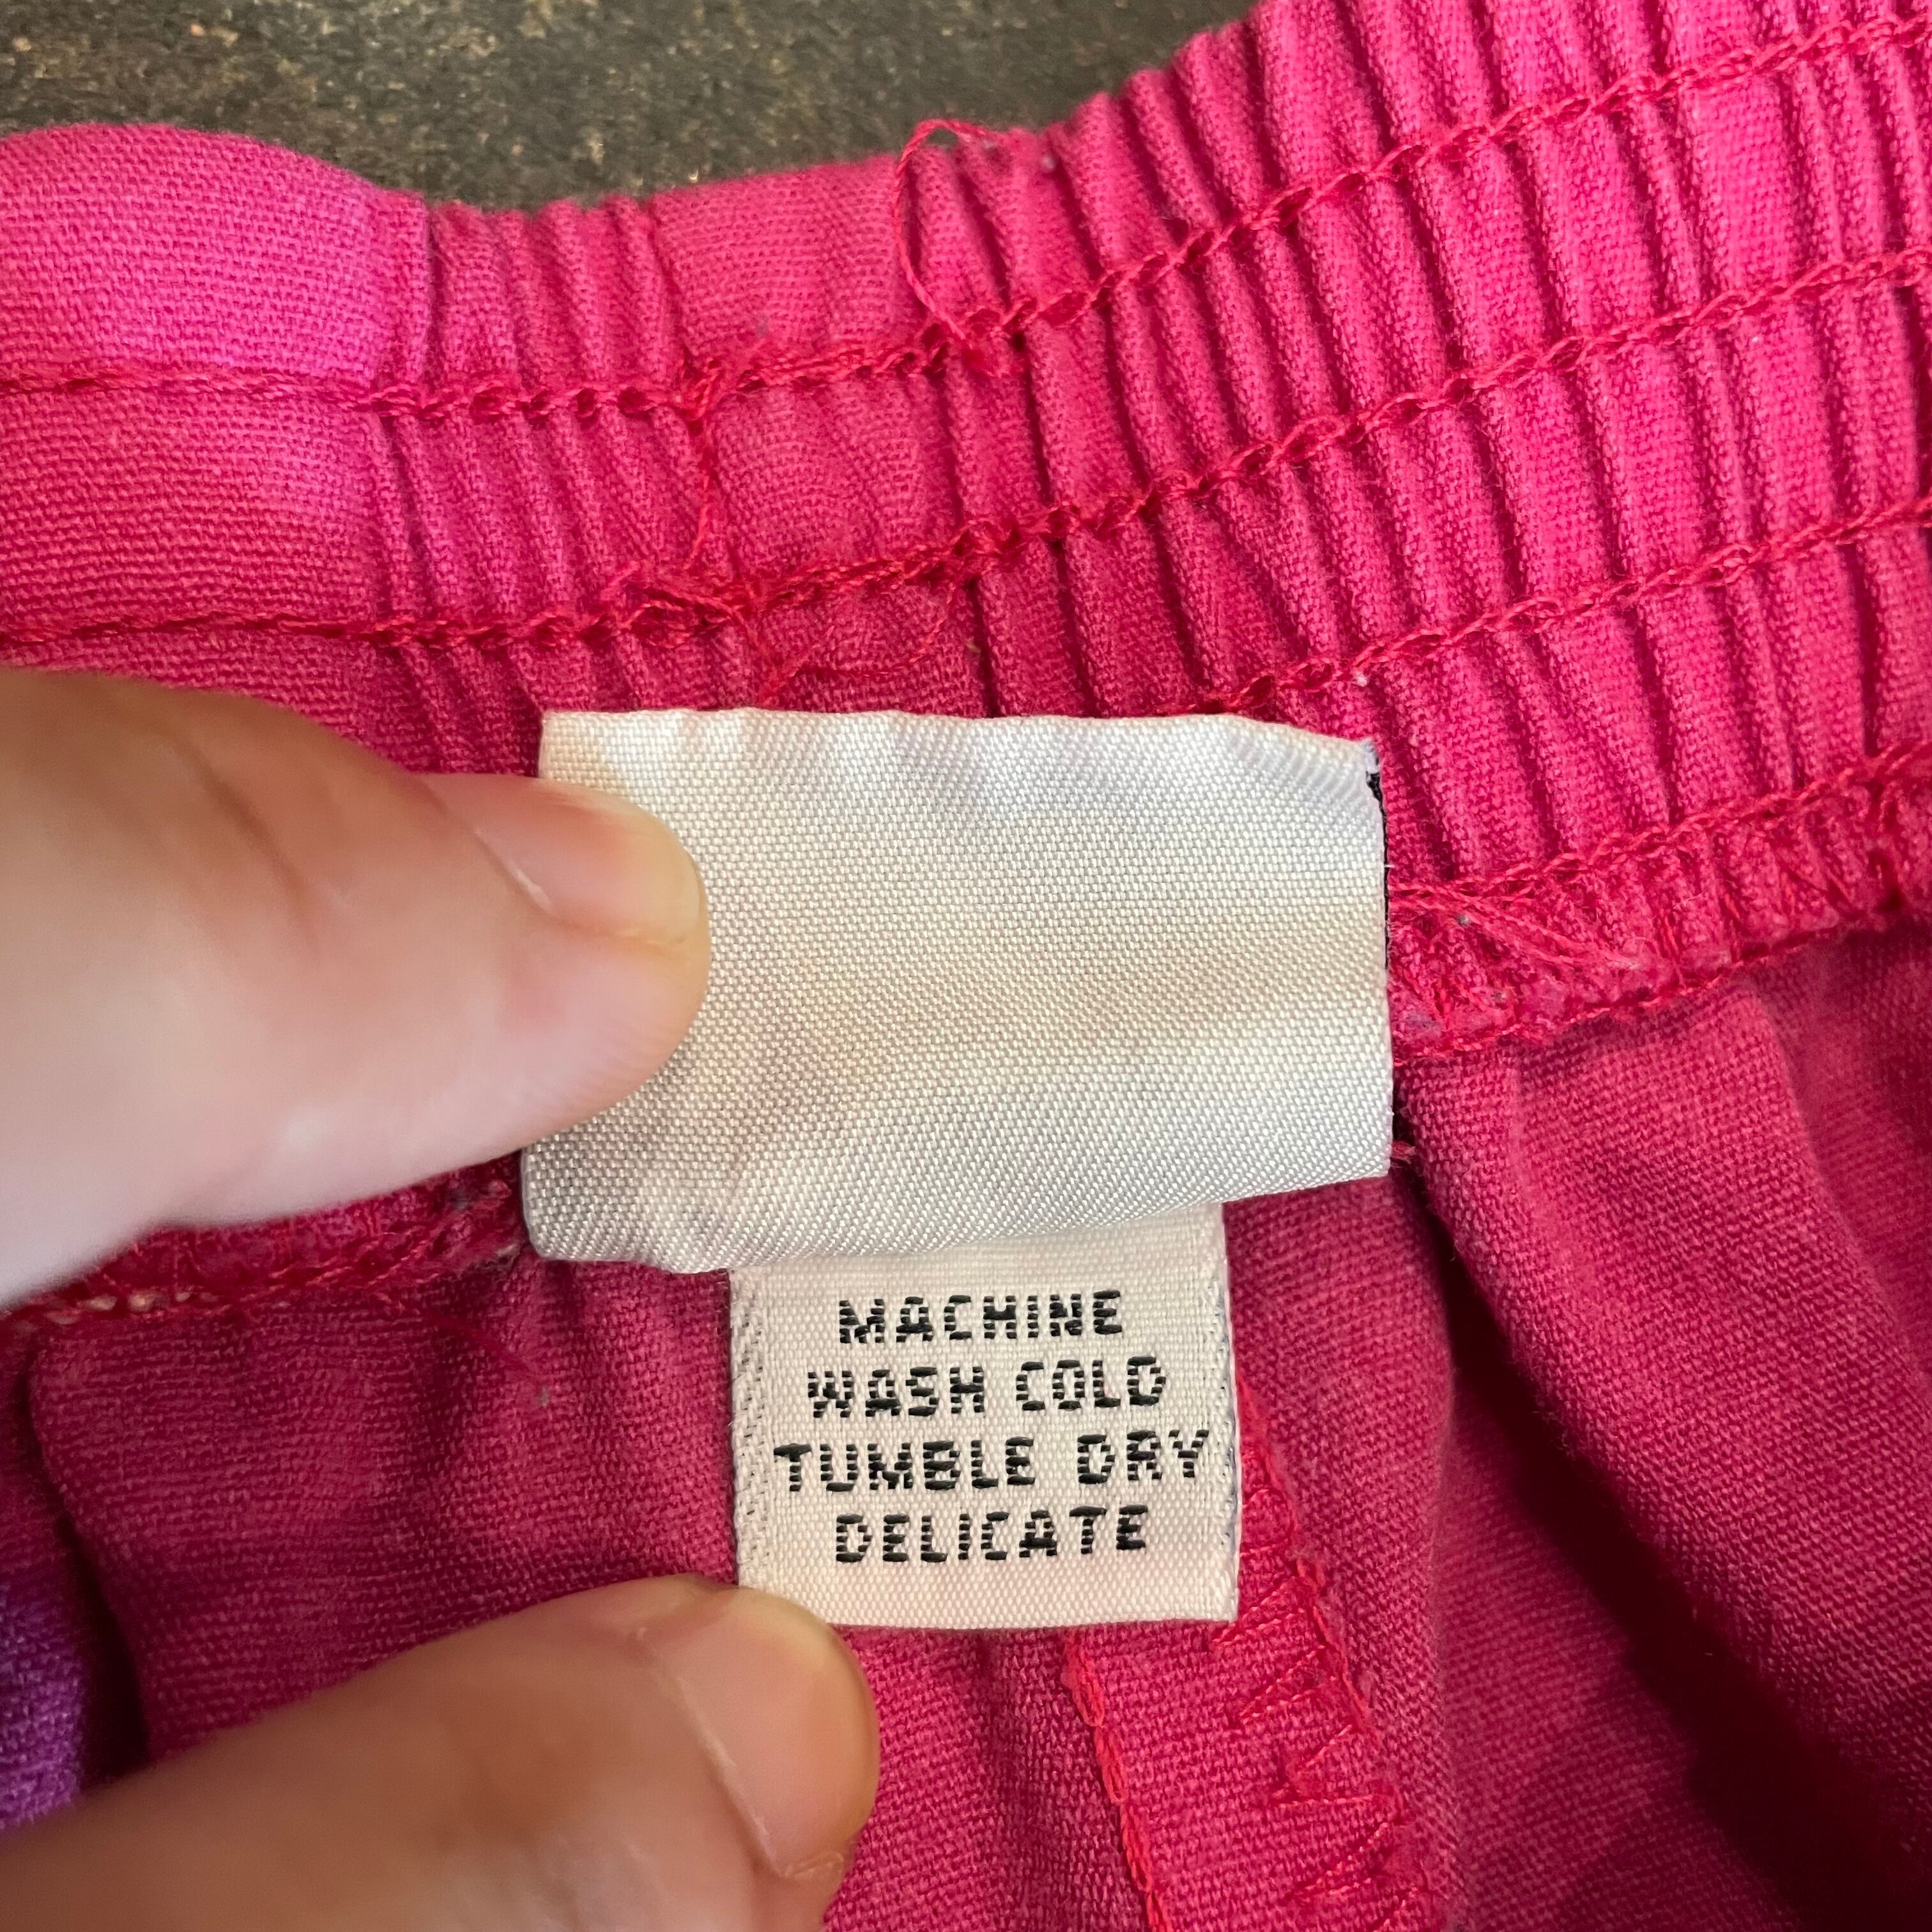 MACHINE
WASH COLD
TUMBLE DRY
DELICATE